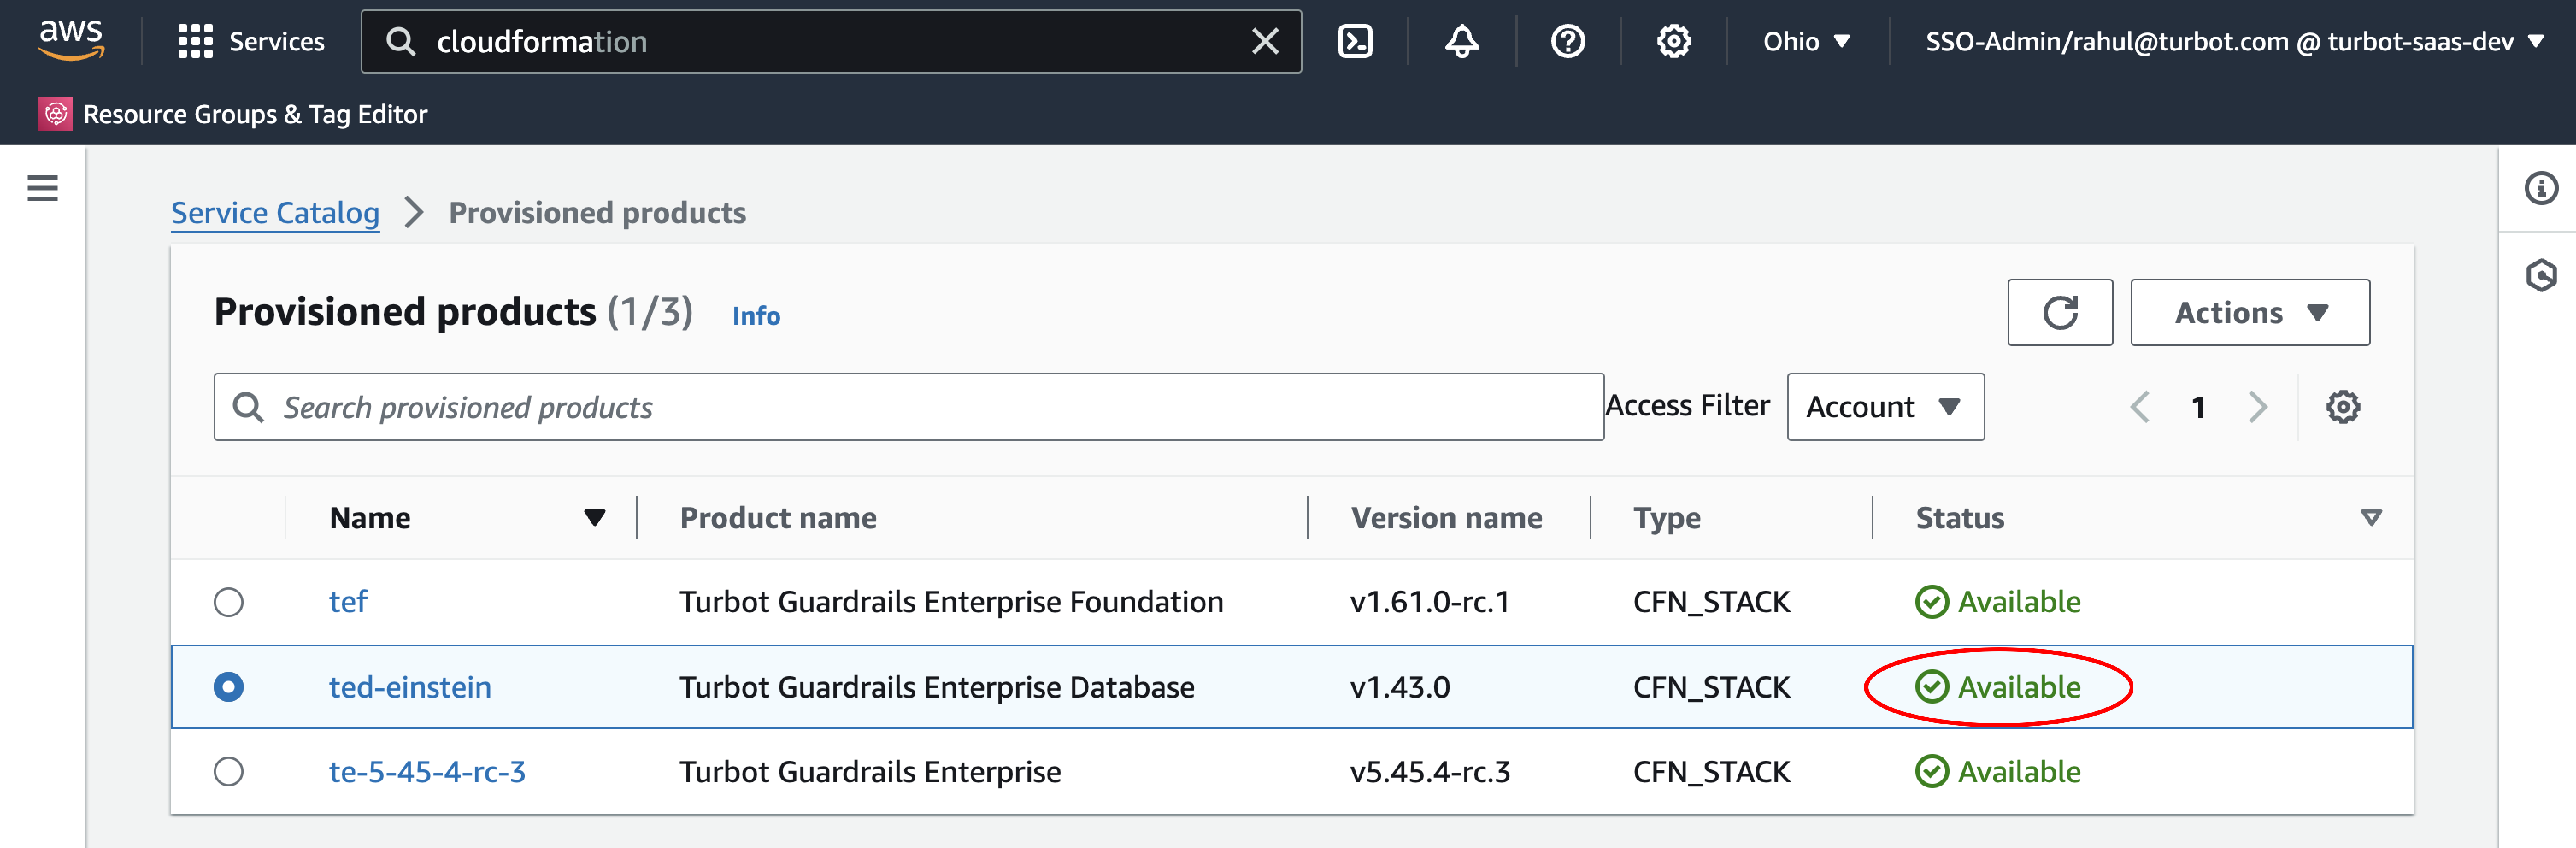 aws Services cloudformation Ohio SSO-Admin/rahul@turbot.com @ turbot-saas-dev
Resource Groups & Tag Editor
Service Catalog Provisioned products
Provisioned products (1/3) Info Actions
Search provisioned products Access Filter Account 1
Name Product name Version name Type Status
tef Turbot Guardrails Enterprise Foundation v1.61.0-rc.1 CFN_STACK Available
ted-einstein Turbot Guardrails Enterprise Database v1.43.0 CFN_STACK Available
te-5-45-4-rc-3 Turbot Guardrails Enterprise v5.45.4-rc.3 CFN_STACK Available